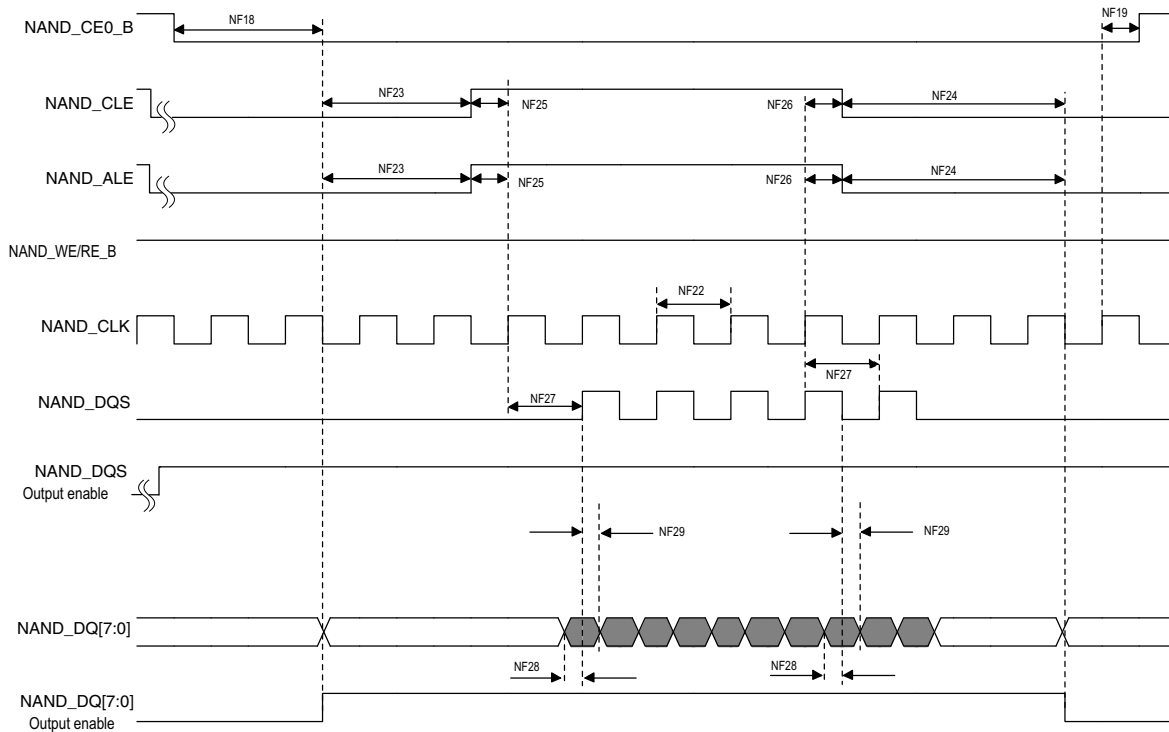 NAND_CE0_B
NF18
NF19
NAND_CLE
NF23
NF25
NF26
NF24
NAND_ALE
NF23
NF25
NF26
NF24
NAND_WE/RE_B
NF22
NAND_CLK
NF27
NAND_DQS
NF27
NAND_DQS
Output enable
NF29
NF29
NAND_DQ[7:0]
NF28
NF28
NAND_DQ[7:0]
Output enable